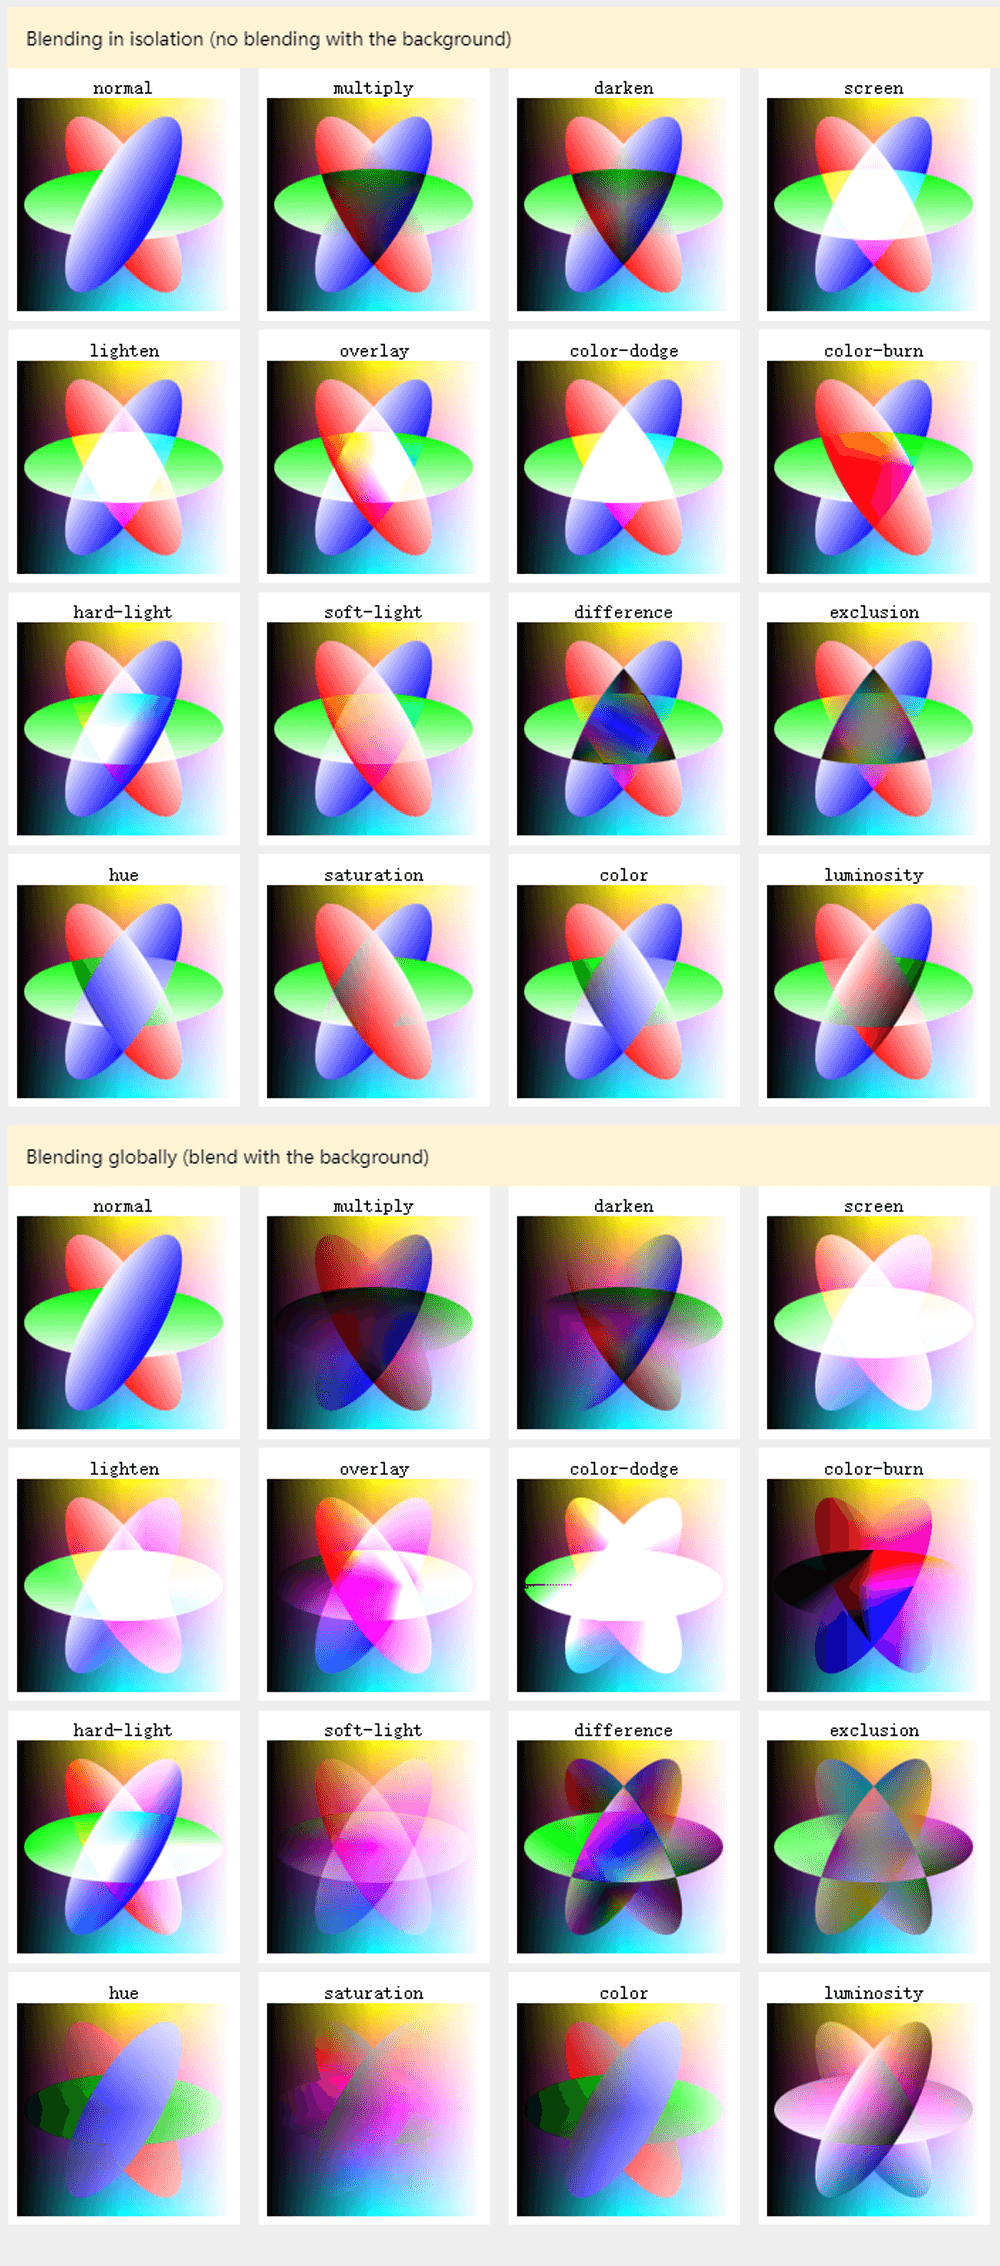 Blending in isolation (no blending with the background)
normal
multiply
darken
screen
lighten
overlay
color-dodge
color-burn
hard-light
soft-light
difference
exclusion
hue
saturation
color
luminosity
Blending globally (blend with the background)
normal
multiply
darken
screen
lighten
overlay
color-dodge
color-burn
hard-light
soft-light
difference
exclusion
hue
saturation
color
luminosity